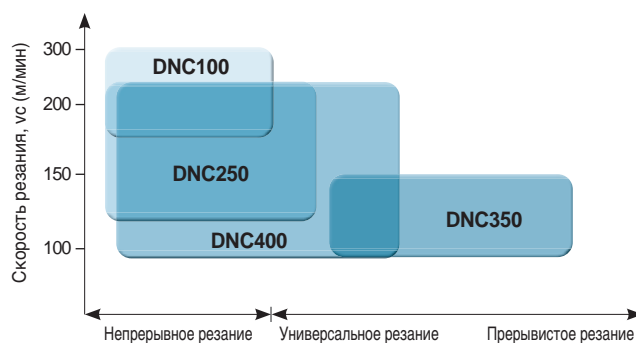 Скорость резания, vc (м/мин)
300
200
150
100
DNC100
DNC250
DNC400
DNC350
Непрерывное резание
Универсальное резание
Прерывистое резание